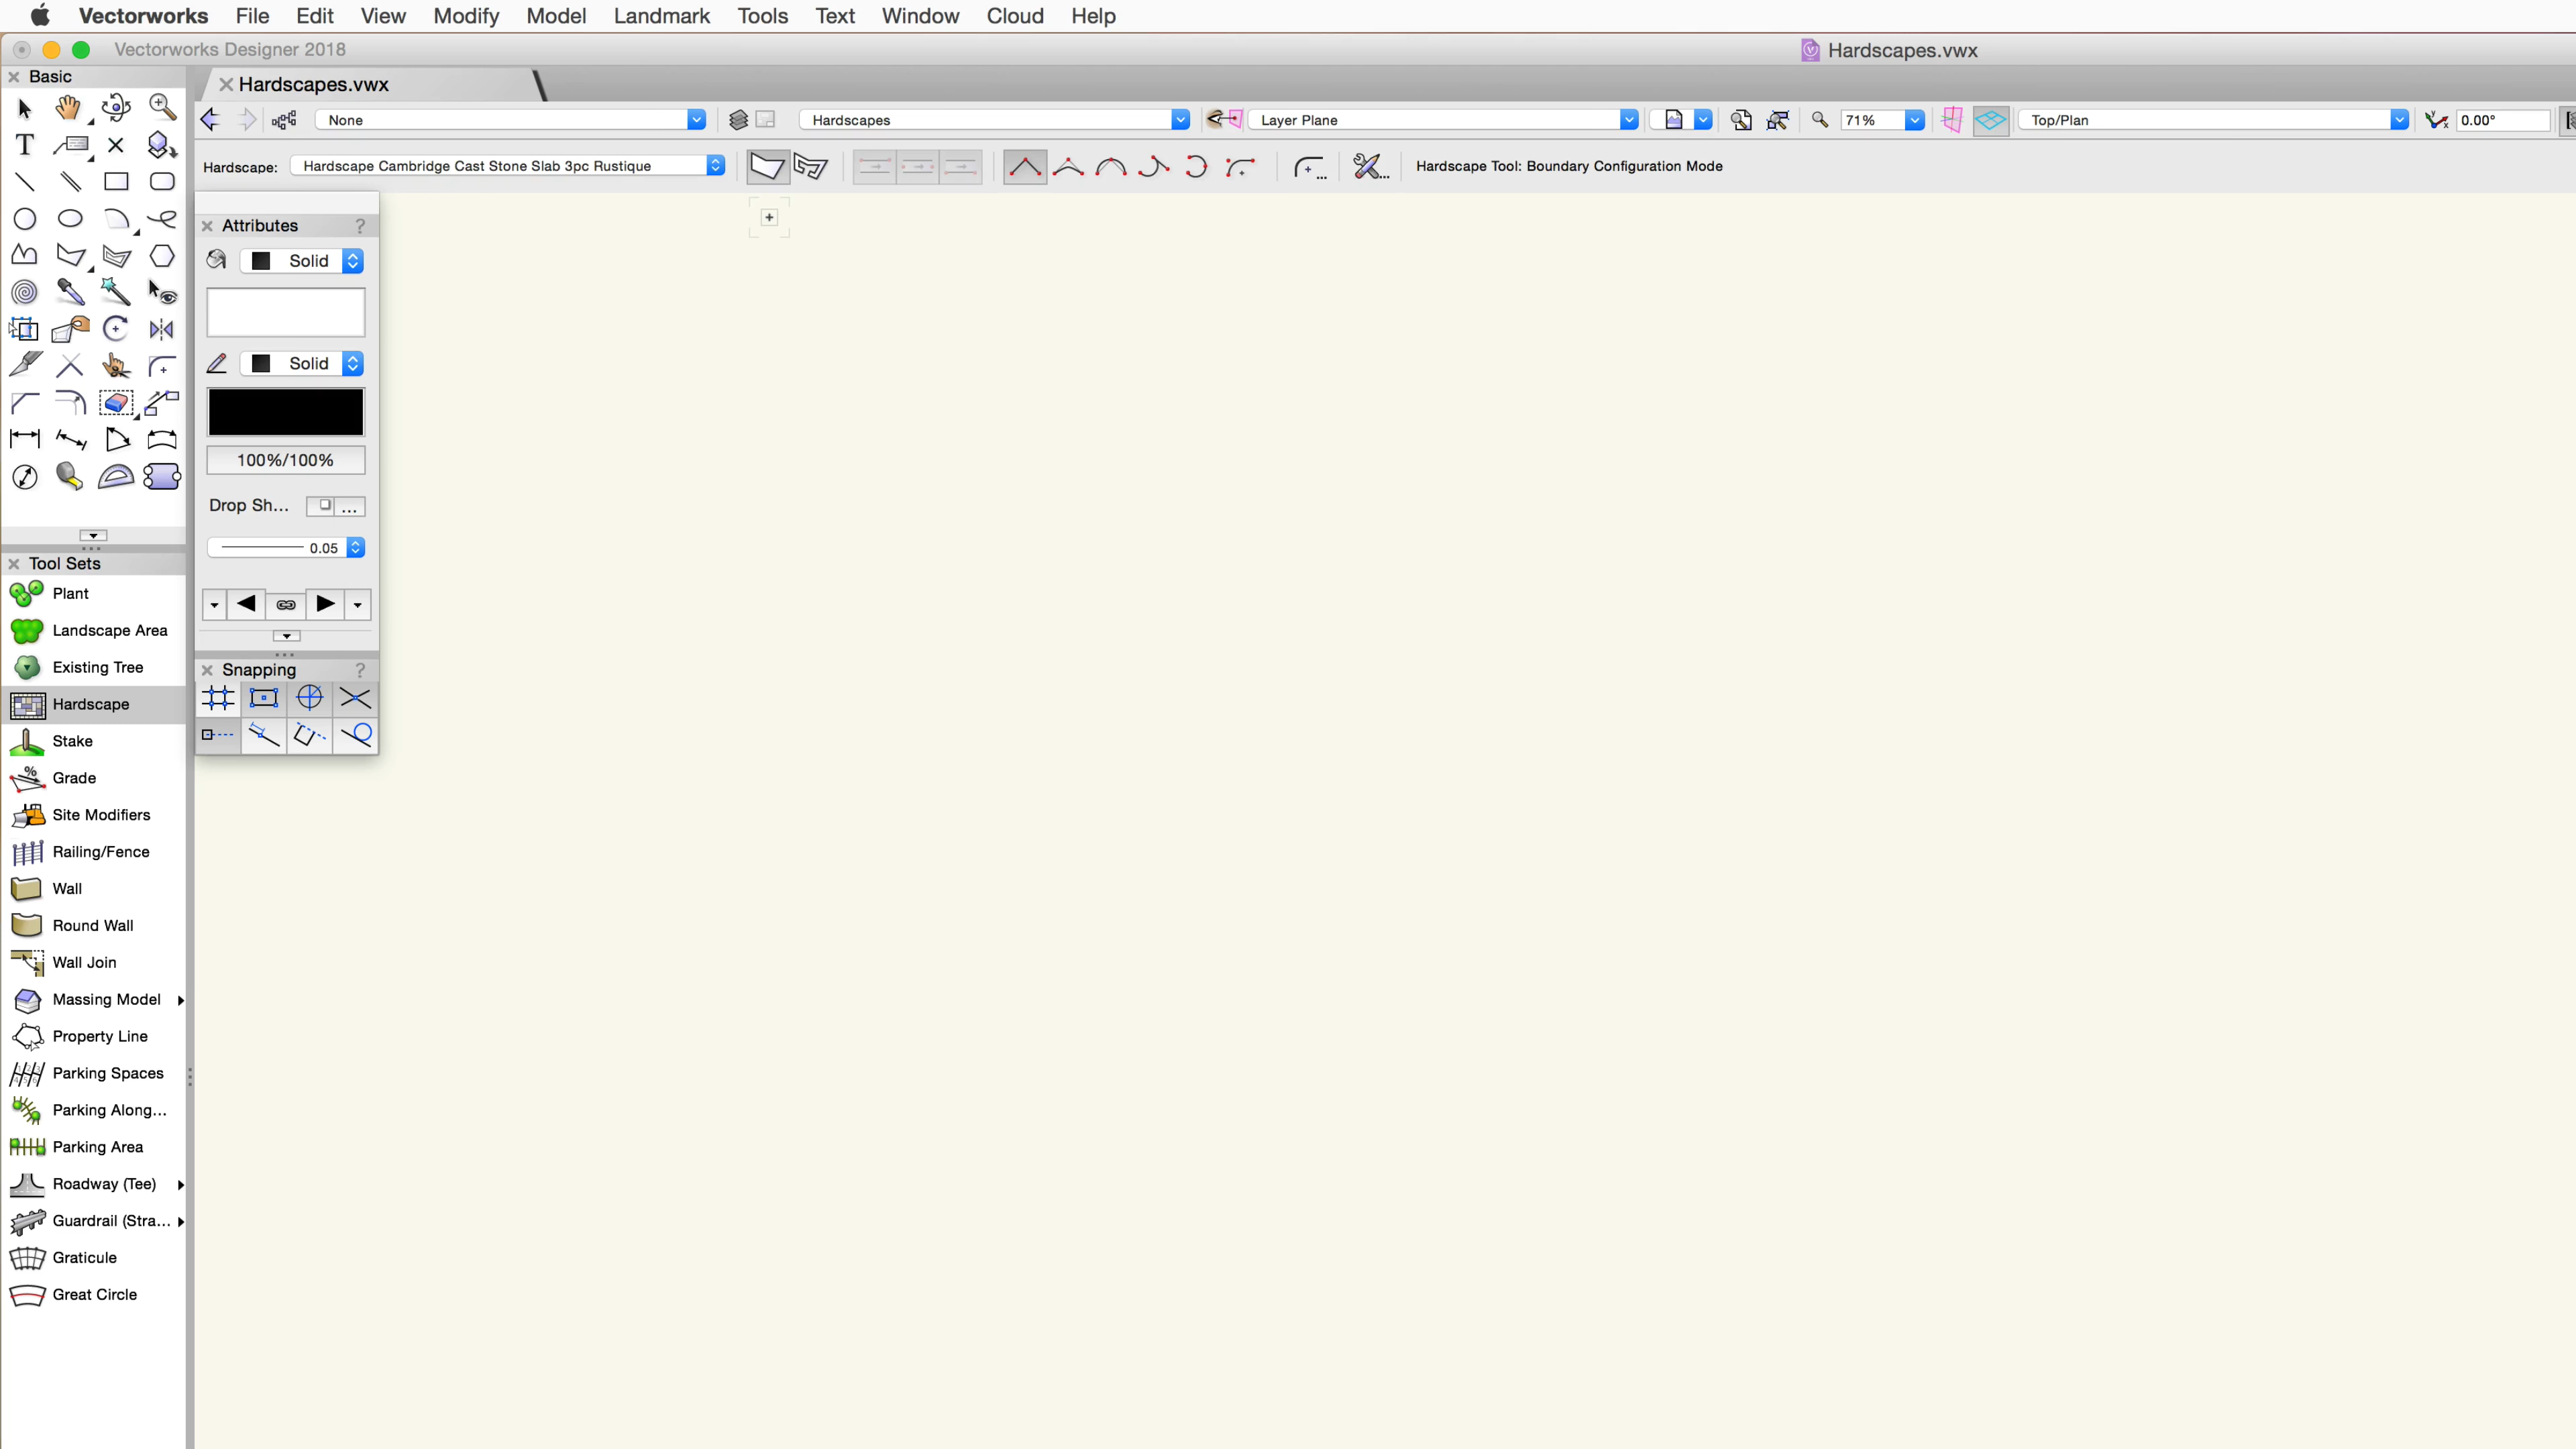 Vectorworks File Edit View Modify Model Landmark Tools Text Window Cloud Help
Vectorworks Designer 2018
Hardscapes.vwx
Basic
Hardscapes.vwx
None
Hardscapes
Layer Plane
71%
Top/Plan
0.00°
Hardscape:
Hardscape Cambridge Cast Stone Slab 3pc Rustique
Hardscape Tool: Boundary Configuration Mode
Attributes ?
Solid
Solid
100%/100%
Drop Sh...
...
0.05
Snapping ?
Tool Sets
Plant
Landscape Area
Existing Tree
Hardscape
Stake
Grade
Site Modifiers
Railing/Fence
Wall
Round Wall
Wall Join
Massing Model
Property Line
Parking Spaces
Parking Along...
Parking Area
Roadway (Tee)
Guardrail (Stra...
Graticule
Great Circle